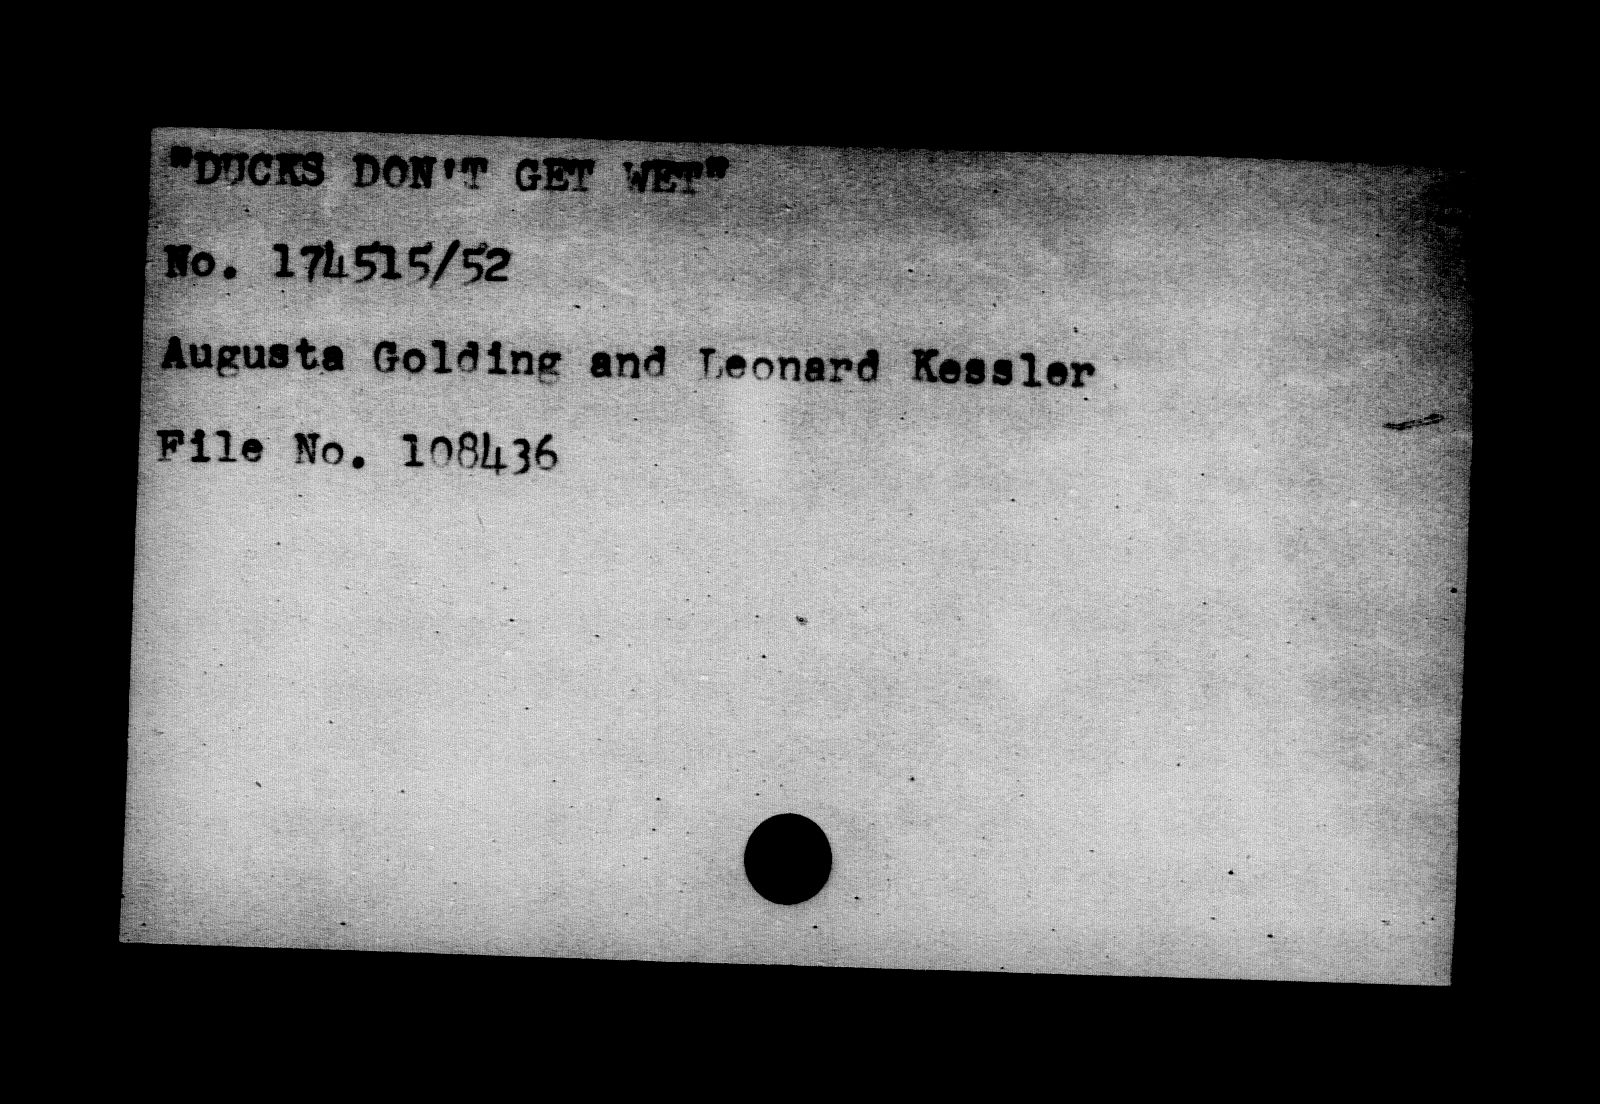 "DUCKS DON'T GET WET"
No. 174515/52
Augusta Golding and Leonard Kessler
File No. 108436